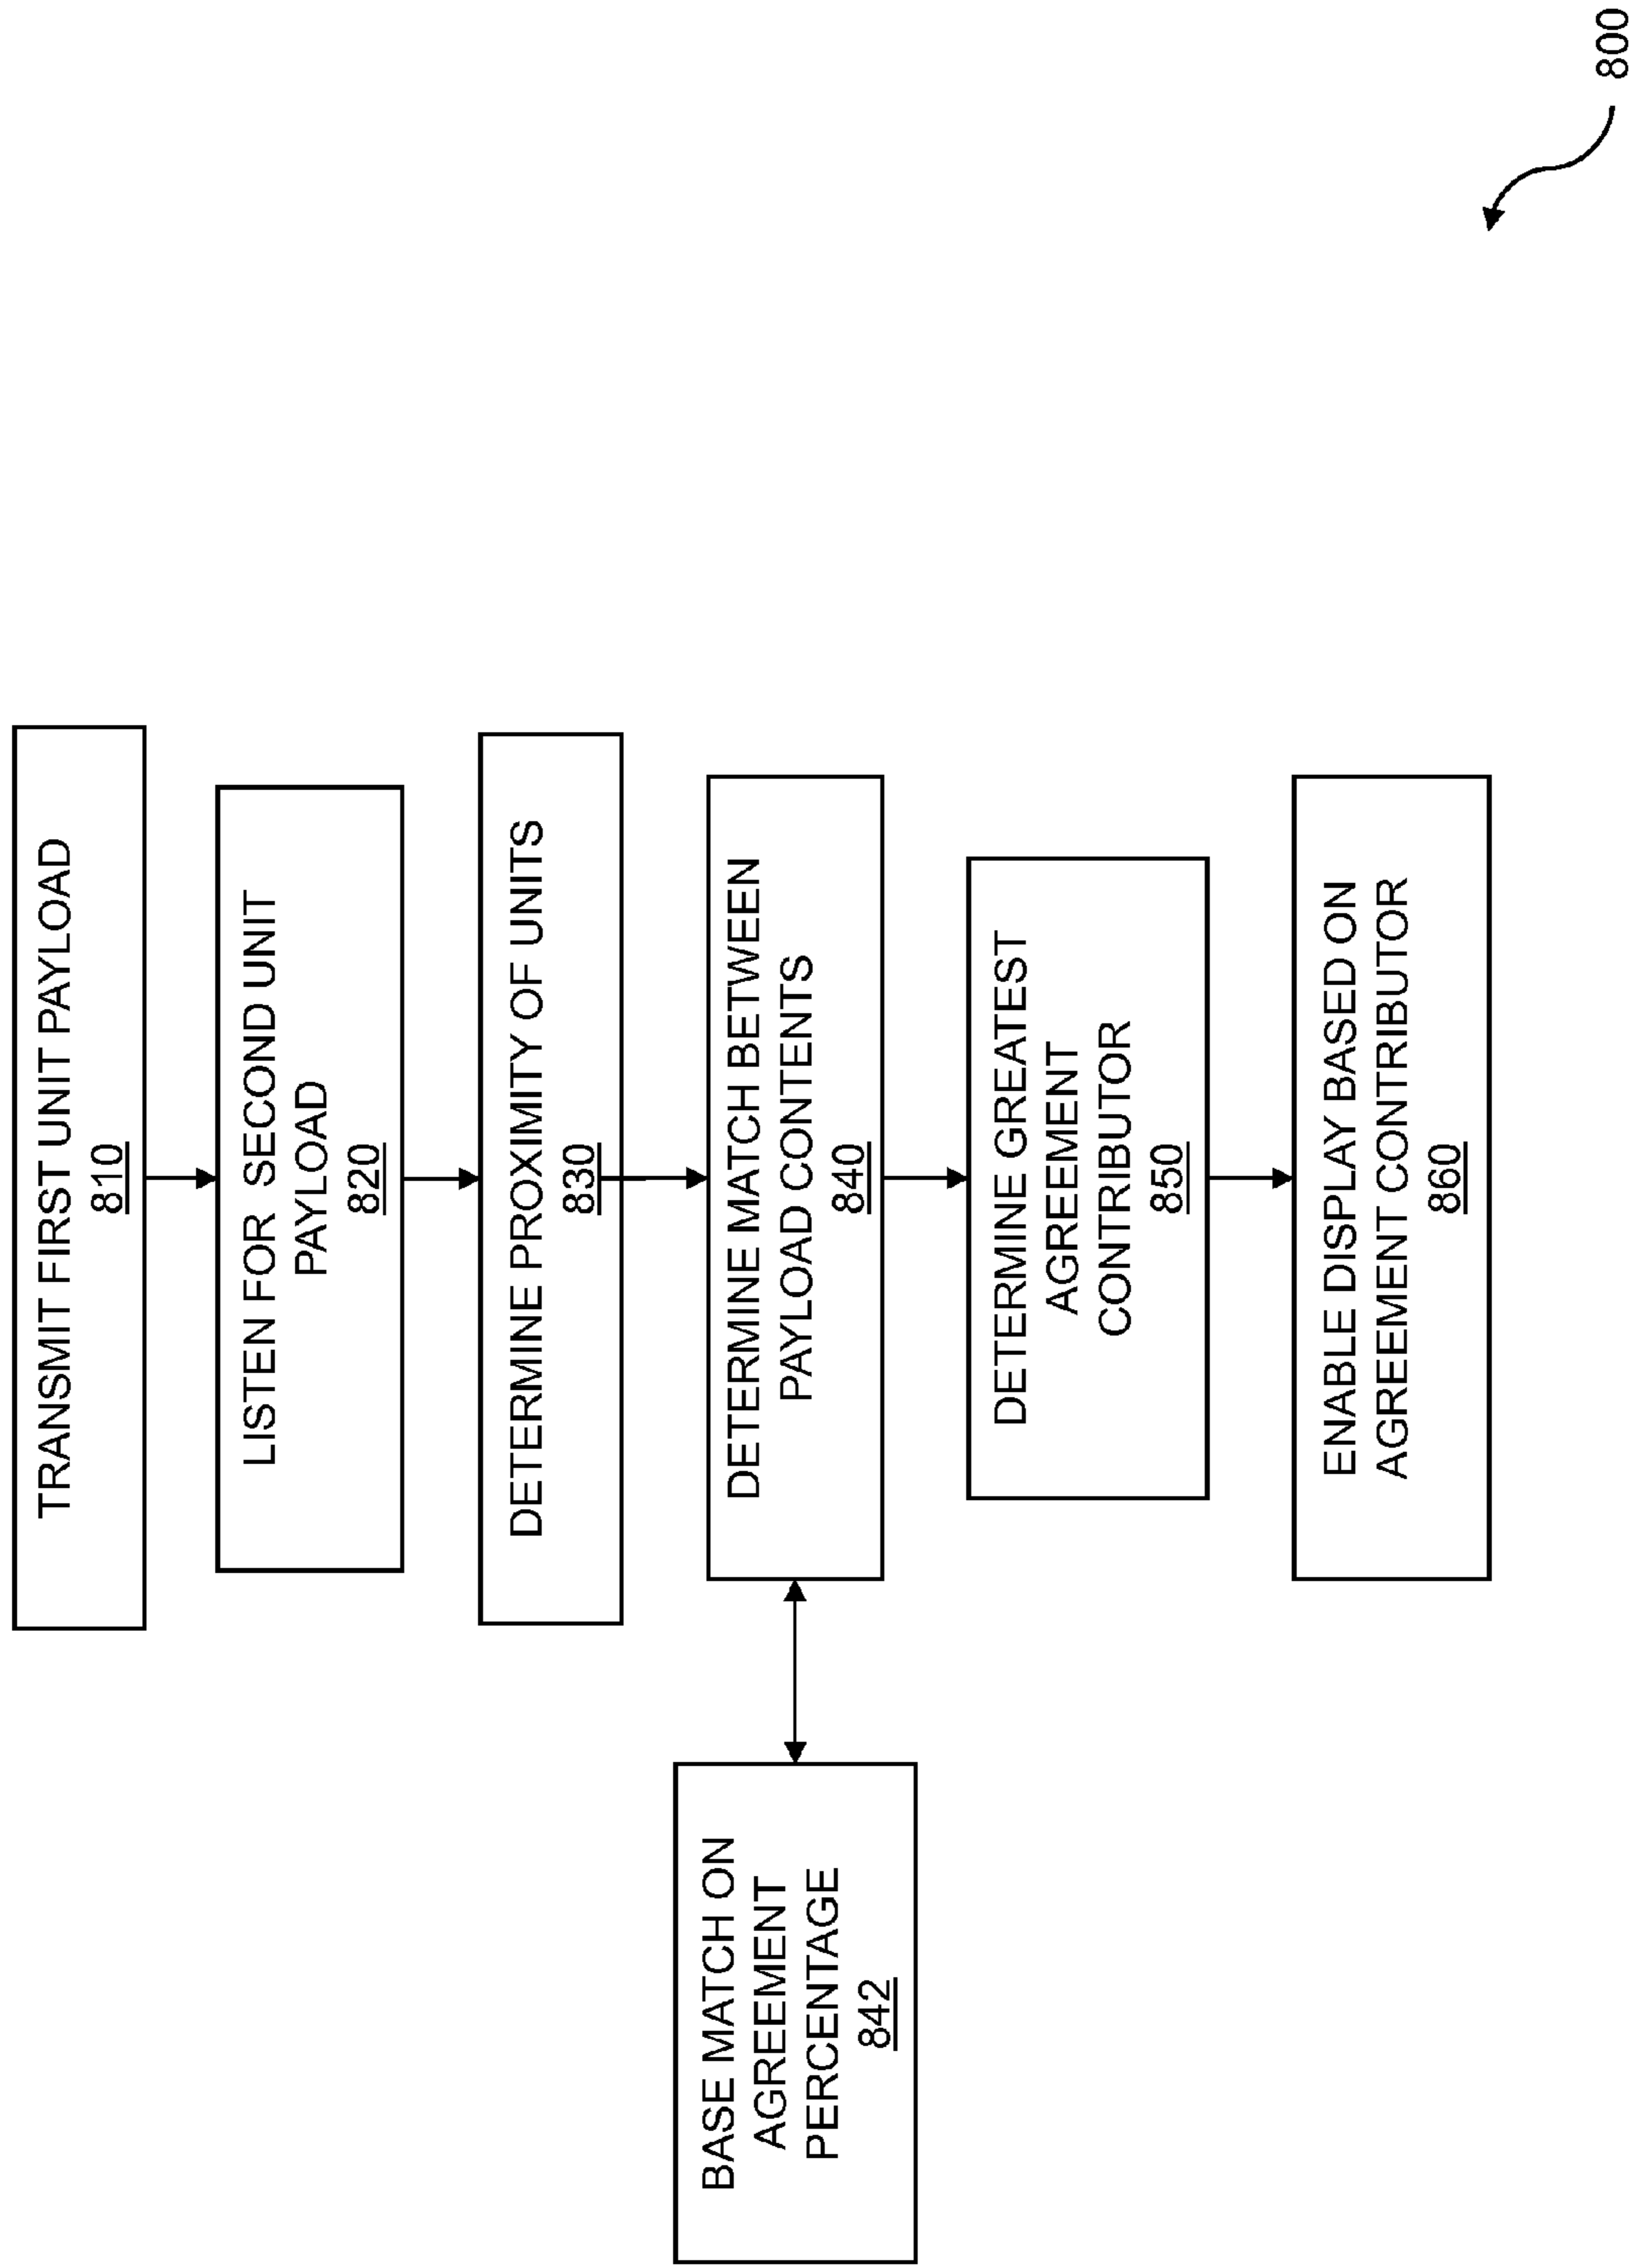 TRANSMIT FIRST UNIT PAYLOAD
810
LISTEN FOR SECOND UNIT
PAYLOAD
820
DETERMINE PROXIMITY OF UNITS
830
BASE MATCH ON
AGREEMENT
PERCENTAGE
842
DETERMINE MATCH BETWEEN
PAYLOAD CONTENTS
840
DETERMINE GREATEST
AGREEMENT
CONTRIBUTOR
850
ENABLE DISPLAY BASED ON
AGREEMENT CONTRIBUTOR
860
800